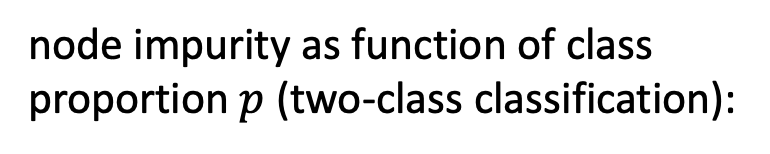 node impurity as function of class
proportion p (two-class classification):